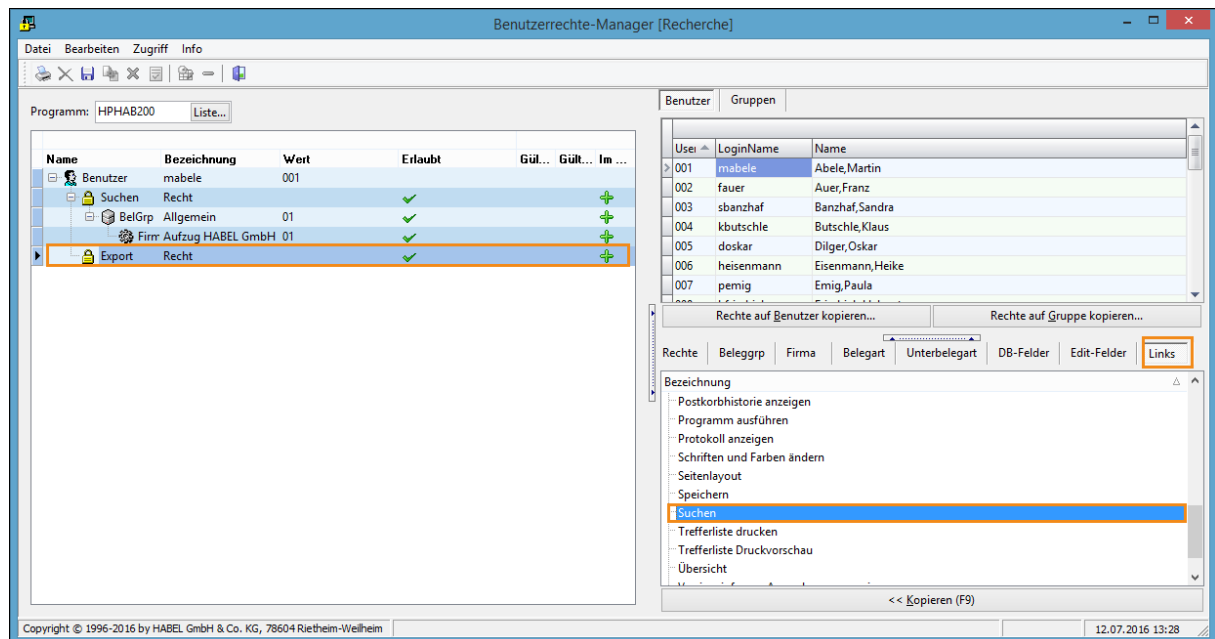 Benutzerrechte-Manager [Recherche]
Datei Bearbeiten Zugriff Info
Programm: HPHAB200 Liste...
Name Bezeichnung Wert Erlaubt Gül... Gült... Im ...
Benutzer mabele 001
Suchen Recht
BelGrp Allgemein 01
Firm Aufzug HABEL GmbH 01
Export Recht
Benutzer Gruppen
User LoginName Name
001 mabele Abele,Martin
002 fauer Auer,Franz
003 sbanzhaf Banzhaf,Sandra
004 kbutschle Butschle,Klaus
005 doskar Dilger,Oskar
006 heisenmann Eisenmann,Heike
007 pemig Emig,Paula
Rechte auf Benutzer kopieren... Rechte auf Gruppe kopieren...
Rechte Beleggrp Firma Belegart Unterbelegart DB-Felder Edit-Felder Links
Bezeichnung
Postkorbhistorie anzeigen
Programm ausführen
Protokoll anzeigen
Schriften und Farben ändern
Seitenlayout
Speichern
Suchen
Trefferliste drucken
Trefferliste Druckvorschau
Übersicht
<< Kopieren (F9)
Copyright © 1996-2016 by HABEL GmbH & Co. KG, 78604 Rietheim-Weilheim 12.07.2016 13:28